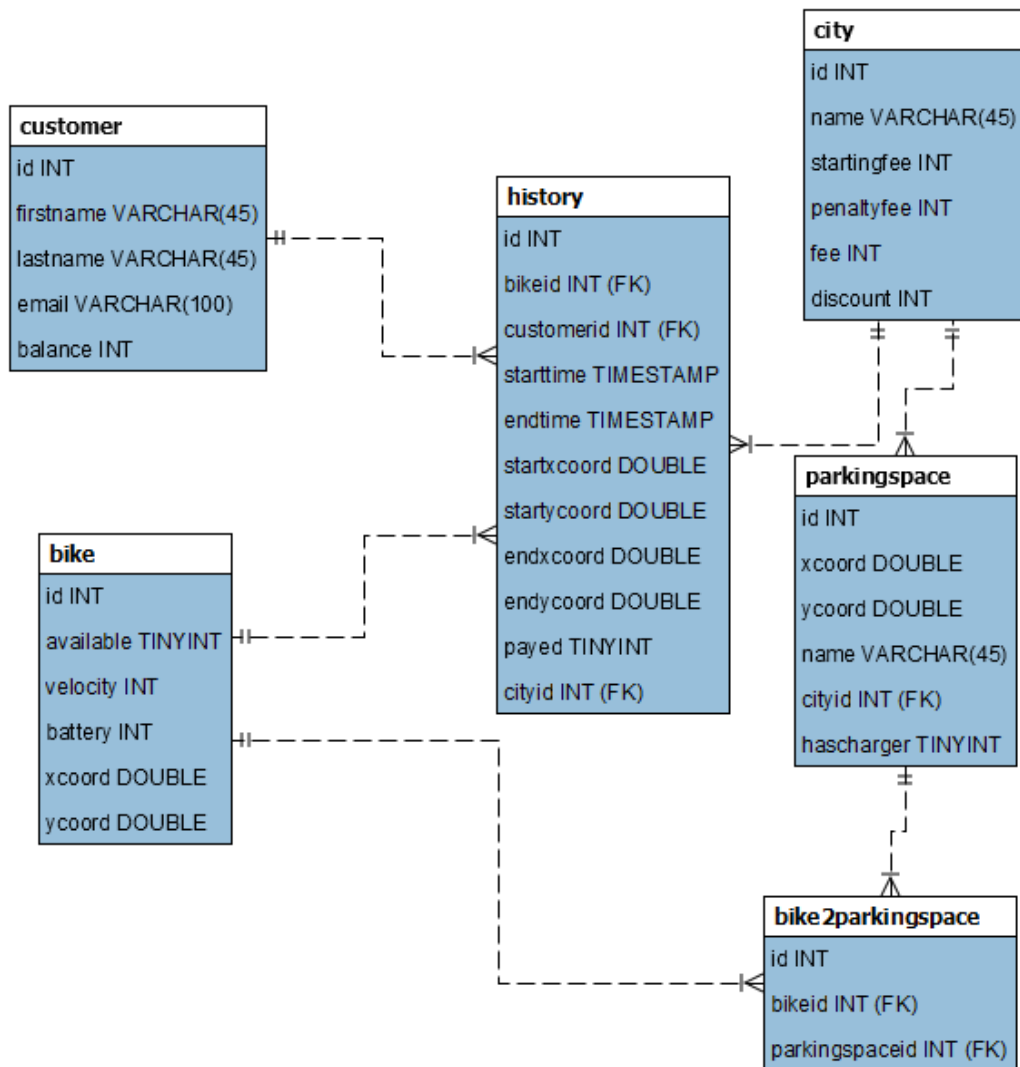 customer
id INT
firstname VARCHAR(45)
lastname VARCHAR(45)
email VARCHAR(100)
balance INT
bike
id INT
available TINYINT
velocity INT
battery INT
xcoord DOUBLE
ycoord DOUBLE
history
id INT
bikeid INT (FK)
customerid INT (FK)
starttime TIMESTAMP
endtime TIMESTAMP
startxcoord DOUBLE
startycoord DOUBLE
endxcoord DOUBLE
endycoord DOUBLE
payed TINYINT
cityid INT (FK)
city
id INT
name VARCHAR(45)
startingfee INT
penaltyfee INT
fee INT
discount INT
parkingspace
id INT
xcoord DOUBLE
ycoord DOUBLE
name VARCHAR(45)
cityid INT (FK)
hascharger TINYINT
bike2parkingspace
id INT
bikeid INT (FK)
parkingspaceid INT (FK)